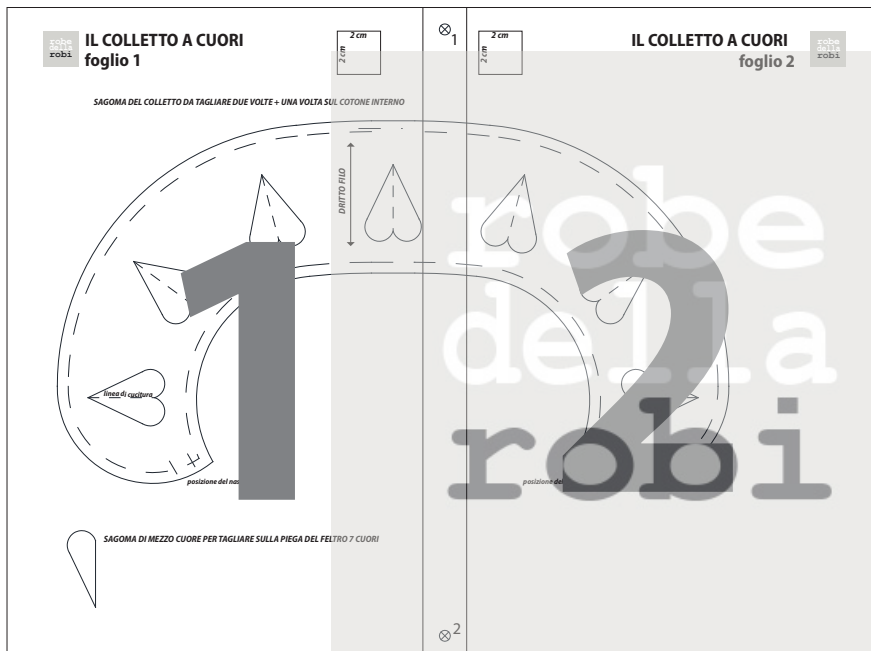 robe
della
robi
IL COLLETTO A CUORI
foglio 1
2 cm
2 cm
1
2 cm
2 cm
IL COLLETTO A CUORI
foglio 2
robe
della
robi
SAGOMA DEL COLLETTO DA TAGLIARE DUE VOLTE + UNA VOLTA SUL COTONE INTERNO
DRITTO FILO
1
2
robe
della
robi
linea di cucitura
posizione del
posizione
SAGOMA DI MEZZO CUORE PER TAGLIARE SULLA PIEGA DEL FELTRO 7 CUORI
2